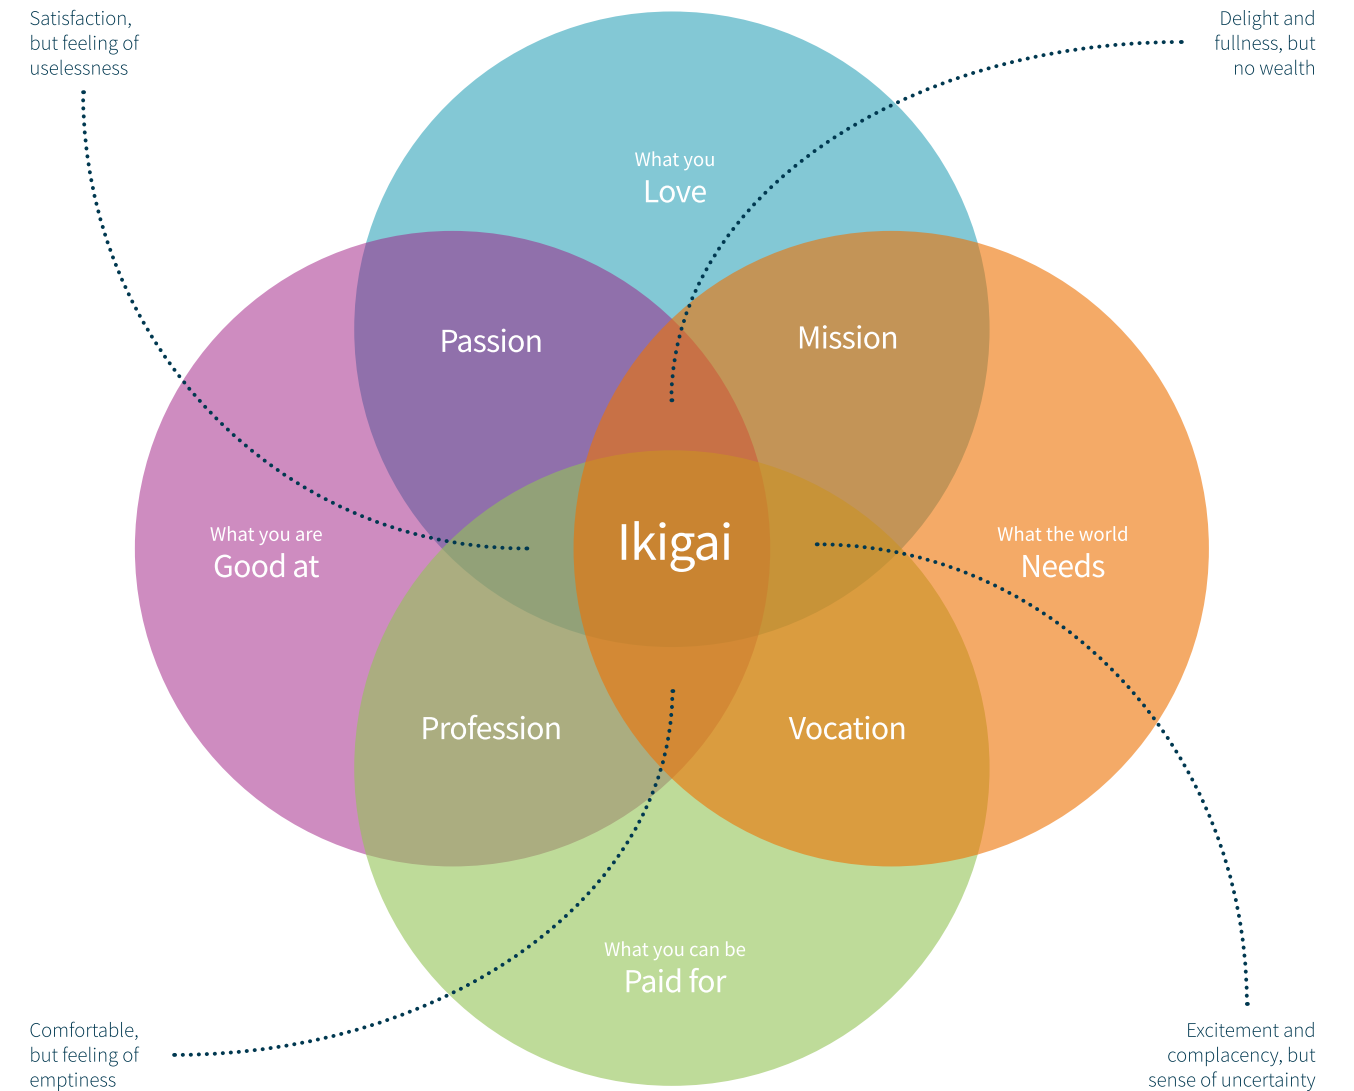 Satisfaction,
but feeling of
uselessness
Delight and
fullness, but
no wealth
What you
Love
Passion
Mission
What you are
Good at
Ikigai
What the world
Needs
Profession
Vocation
What you can be
Paid for
Comfortable,
but feeling of
emptiness
Excitement and
complacency, but
sense of uncertainty